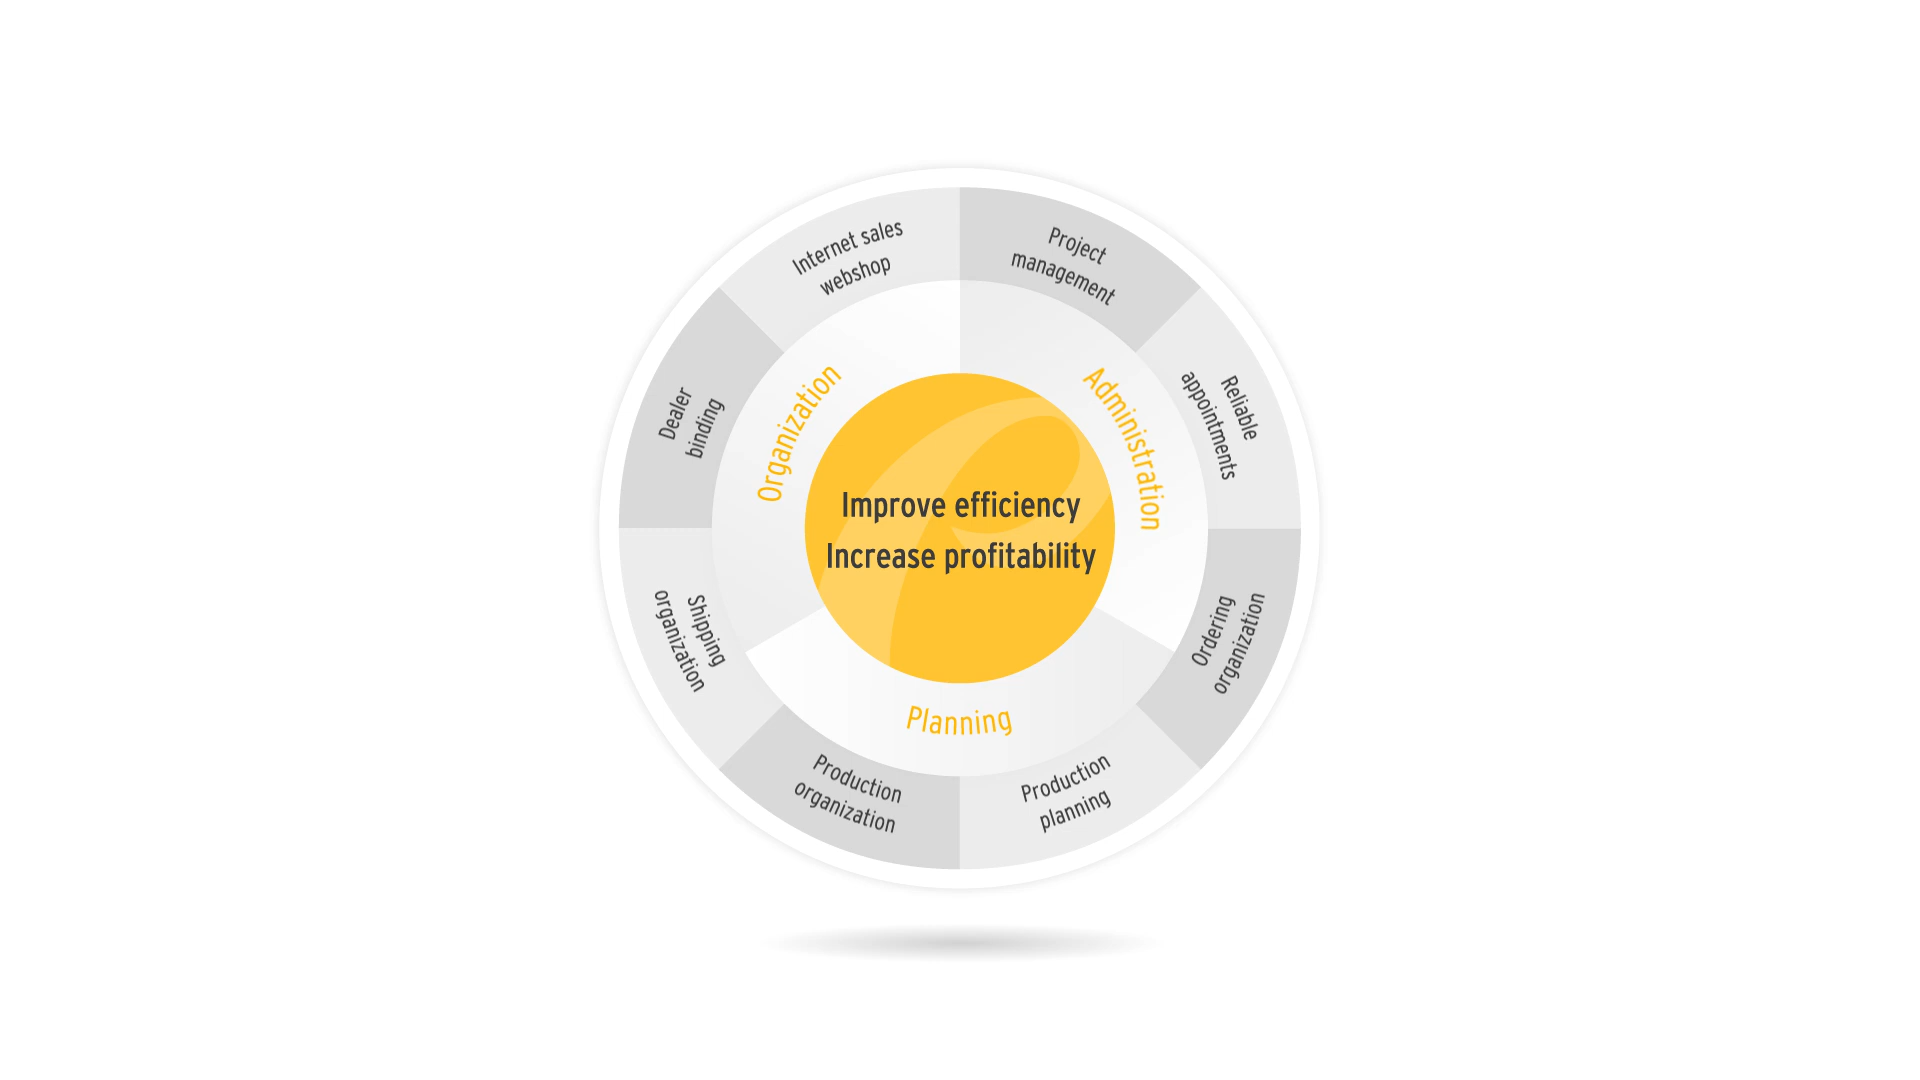 Internet sales
webshop
Project
management
Reliable
appointments
Ordering
organization
Production
planning
Production
organization
Shipping
organization
Dealer
binding
Organization
Administration
Planning
Improve efficiency
Increase profitability